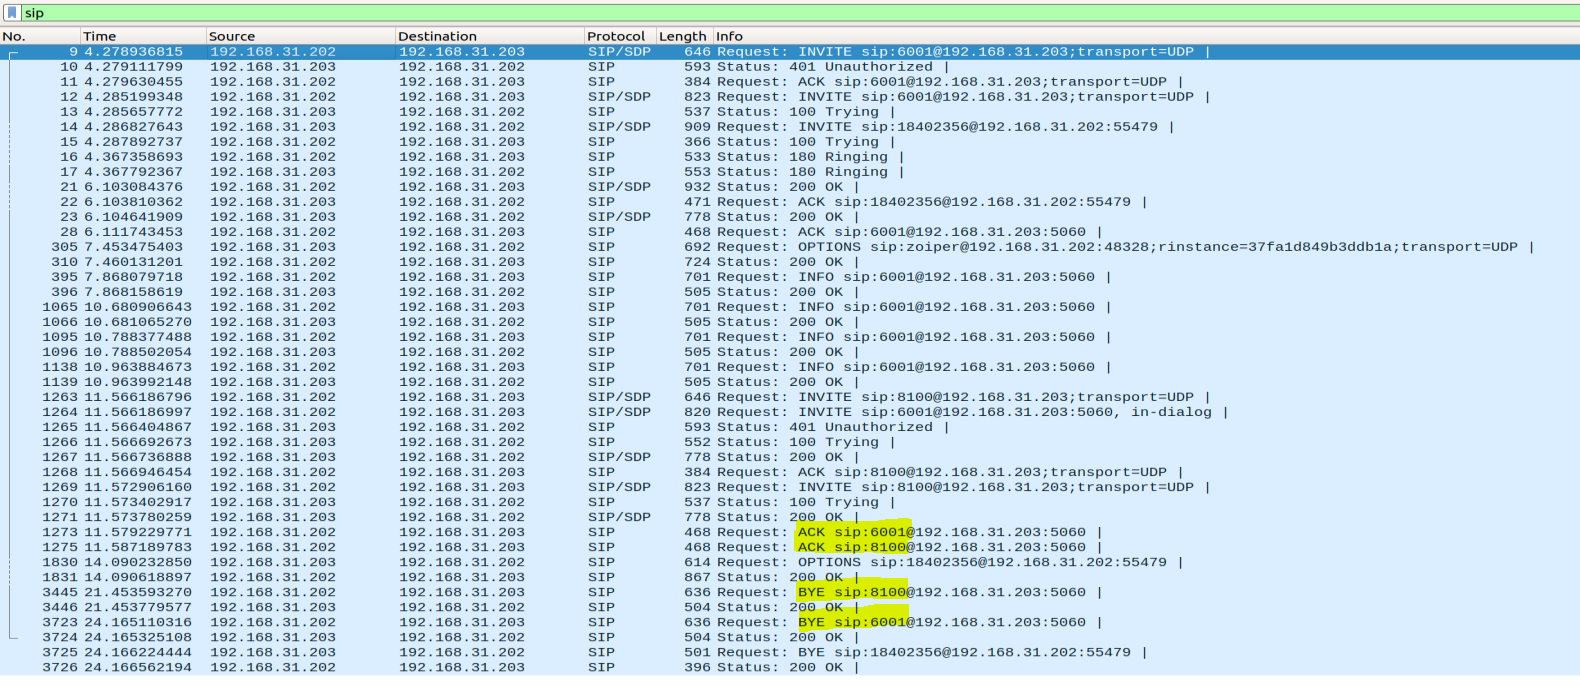 sip
No. Time Source Destination Protocol Length Info
9 4.278936815 192.168.31.202 192.168.31.203 SIP/SDP 646 Request: INVITE sip:6001@192.168.31.203;transport=UDP |
10 4.279111799 192.168.31.203 192.168.31.202 SIP 593 Status: 401 Unauthorized |
11 4.279630455 192.168.31.202 192.168.31.203 SIP 384 Request: ACK sip:6001@192.168.31.203;transport=UDP |
12 4.285199348 192.168.31.202 192.168.31.203 SIP/SDP 823 Request: INVITE sip:6001@192.168.31.203;transport=UDP |
13 4.285657772 192.168.31.203 192.168.31.202 SIP 537 Status: 100 Trying |
14 4.286827643 192.168.31.203 192.168.31.202 SIP/SDP 909 Request: INVITE sip:18402356@192.168.31.202:55479 |
15 4.287892737 192.168.31.202 192.168.31.203 SIP 366 Status: 100 Trying |
16 4.367358693 192.168.31.202 192.168.31.203 SIP 533 Status: 180 Ringing |
17 4.367792367 192.168.31.203 192.168.31.202 SIP 553 Status: 180 Ringing |
21 6.103084376 192.168.31.202 192.168.31.203 SIP/SDP 932 Status: 200 OK |
22 6.103810362 192.168.31.203 192.168.31.202 SIP 471 Request: ACK sip:18402356@192.168.31.202:55479 |
23 6.104641909 192.168.31.203 192.168.31.202 SIP/SDP 778 Status: 200 OK |
28 6.111743453 192.168.31.202 192.168.31.203 SIP 468 Request: ACK sip:6001@192.168.31.203:5060 |
305 7.453475403 192.168.31.203 192.168.31.202 SIP 692 Request: OPTIONS sip:zoiper@192.168.31.202:48328;rinstance=37fa1d849b3ddb1a;transport=UDP |
310 7.460131201 192.168.31.202 192.168.31.203 SIP 724 Status: 200 OK |
395 7.868079718 192.168.31.202 192.168.31.203 SIP 701 Request: INFO sip:6001@192.168.31.203:5060 |
396 7.868158619 192.168.31.203 192.168.31.202 SIP 505 Status: 200 OK |
1065 10.680906643 192.168.31.202 192.168.31.203 SIP 701 Request: INFO sip:6001@192.168.31.203:5060 |
1066 10.681065270 192.168.31.203 192.168.31.202 SIP 505 Status: 200 OK |
1095 10.788377488 192.168.31.202 192.168.31.203 SIP 701 Request: INFO sip:6001@192.168.31.203:5060 |
1096 10.788502054 192.168.31.203 192.168.31.202 SIP 505 Status: 200 OK |
1138 10.963884673 192.168.31.202 192.168.31.203 SIP 701 Request: INFO sip:6001@192.168.31.203:5060 |
1139 10.963992148 192.168.31.203 192.168.31.202 SIP 505 Status: 200 OK |
1263 11.566186796 192.168.31.202 192.168.31.203 SIP/SDP 646 Request: INVITE sip:8100@192.168.31.203;transport=UDP |
1264 11.566186997 192.168.31.202 192.168.31.203 SIP/SDP 820 Request: INVITE sip:6001@192.168.31.203:5060, in-dialog |
1265 11.566404867 192.168.31.203 192.168.31.202 SIP 593 Status: 401 Unauthorized |
1266 11.566692673 192.168.31.203 192.168.31.202 SIP 552 Status: 100 Trying |
1267 11.566736888 192.168.31.203 192.168.31.202 SIP/SDP 778 Status: 200 OK |
1268 11.566946454 192.168.31.202 192.168.31.203 SIP 384 Request: ACK sip:8100@192.168.31.203;transport=UDP |
1269 11.572906160 192.168.31.202 192.168.31.203 SIP/SDP 823 Request: INVITE sip:8100@192.168.31.203;transport=UDP |
1270 11.573402917 192.168.31.203 192.168.31.202 SIP 537 Status: 100 Trying |
1271 11.573780259 192.168.31.203 192.168.31.202 SIP/SDP 778 Status: 200 OK |
1273 11.579229771 192.168.31.202 192.168.31.203 SIP 468 Request: ACK sip:6001@192.168.31.203:5060 |
1275 11.587189783 192.168.31.202 192.168.31.203 SIP 468 Request: ACK sip:8100@192.168.31.203:5060 |
1830 14.090232850 192.168.31.203 192.168.31.202 SIP 614 Request: OPTIONS sip:18402356@192.168.31.202:55479 |
1831 14.090618897 192.168.31.202 192.168.31.203 SIP 867 Status: 200 OK |
3445 21.453593270 192.168.31.202 192.168.31.203 SIP 636 Request: BYE sip:8100@192.168.31.203:5060 |
3446 21.453779577 192.168.31.203 192.168.31.202 SIP 504 Status: 200 OK |
3723 24.165110316 192.168.31.202 192.168.31.203 SIP 636 Request: BYE sip:6001@192.168.31.203:5060 |
3724 24.165325108 192.168.31.203 192.168.31.202 SIP 504 Status: 200 OK |
3725 24.166224444 192.168.31.203 192.168.31.202 SIP 501 Request: BYE sip:18402356@192.168.31.202:55479 |
3726 24.166562194 192.168.31.202 192.168.31.203 SIP 396 Status: 200 OK |